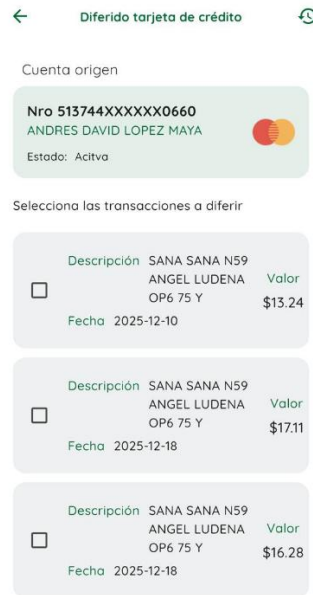 Diferido tarjeta de crédito
Cuenta origen
Nro 513744XXXXXX0660
ANDRES DAVID LOPEZ MAYA
Estado: Acitva
Selecciona las transacciones a diferir
Descripción SANA SANA N59
ANGEL LUDENA Valor
OP6 75 Y $13.24
Fecha 2025-12-10
Descripción SANA SANA N59
ANGEL LUDENA Valor
OP6 75 Y $17.11
Fecha 2025-12-18
Descripción SANA SANA N59
ANGEL LUDENA Valor
OP6 75 Y $16.28
Fecha 2025-12-18